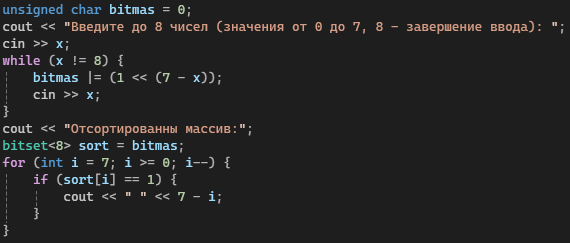 unsigned char bitmas = 0;
cout << "Введите до 8 чисел (значения от 0 до 7, 8 - завершение ввода): ";
cin >> x;
while (x != 8) {
    bitmas |= (1 << (7 - x));
    cin >> x;
}
cout << "Отсортированны массив:";
bitset<8> sort = bitmas;
for (int i = 7; i >= 0; i--) {
    if (sort[i] == 1) {
        cout << " " << 7 - i;
    }
}